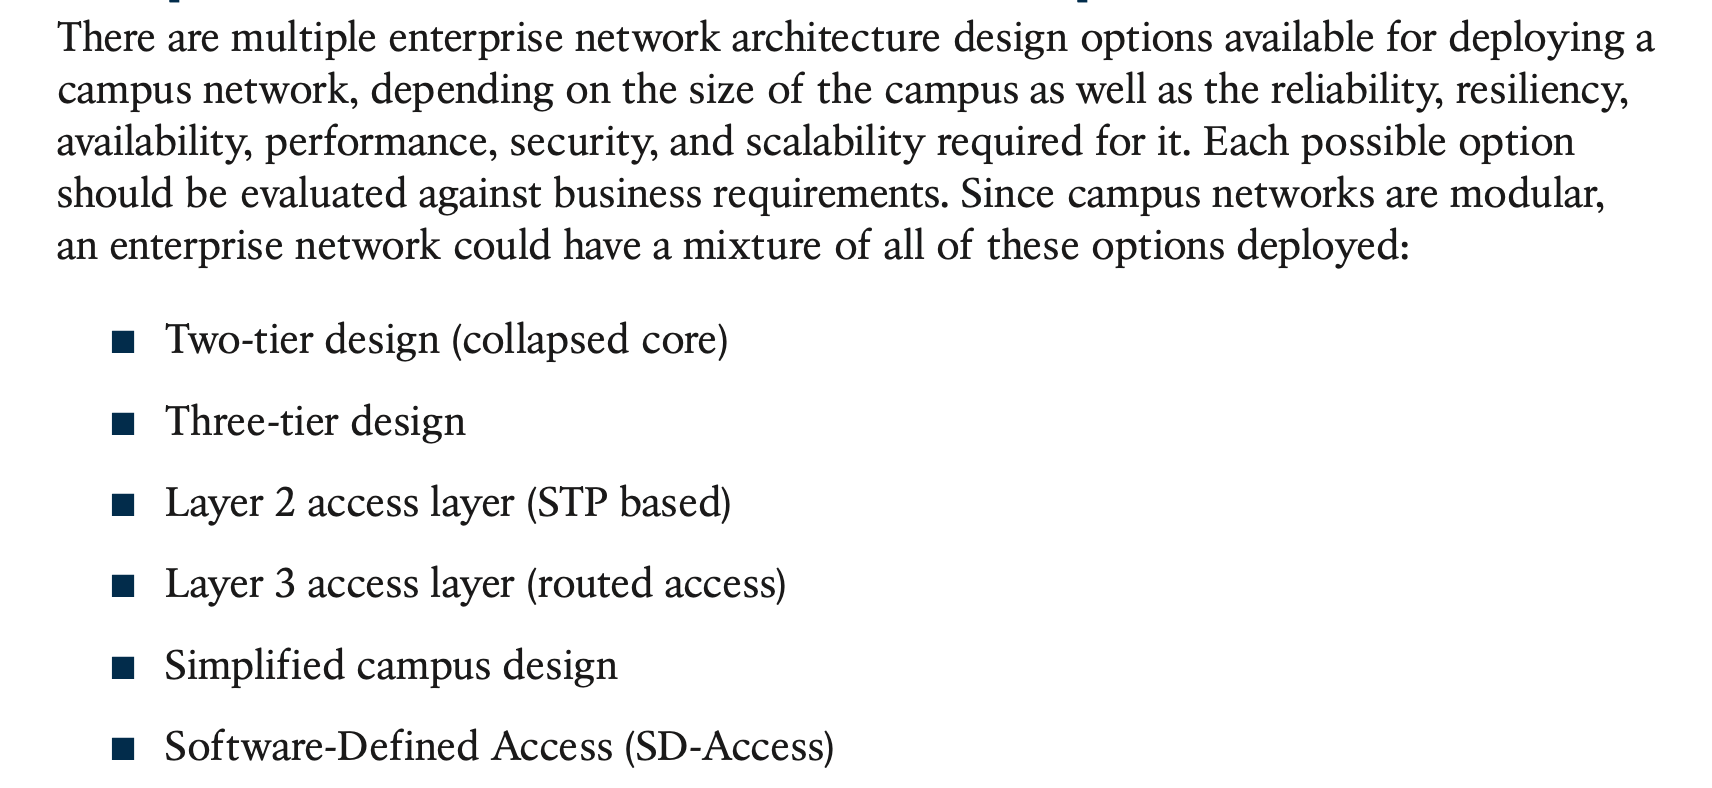 There are multiple enterprise network architecture design options available for deploying a
campus network, depending on the size of the campus as well as the reliability, resiliency,
availability, performance, security, and scalability required for it. Each possible option
should be evaluated against business requirements. Since campus networks are modular,
an enterprise network could have a mixture of all of these options deployed:
■ Two-tier design (collapsed core)
■ Three-tier design
■ Layer 2 access layer (STP based)
■ Layer 3 access layer (routed access)
■ Simplified campus design
■ Software-Defined Access (SD-Access)